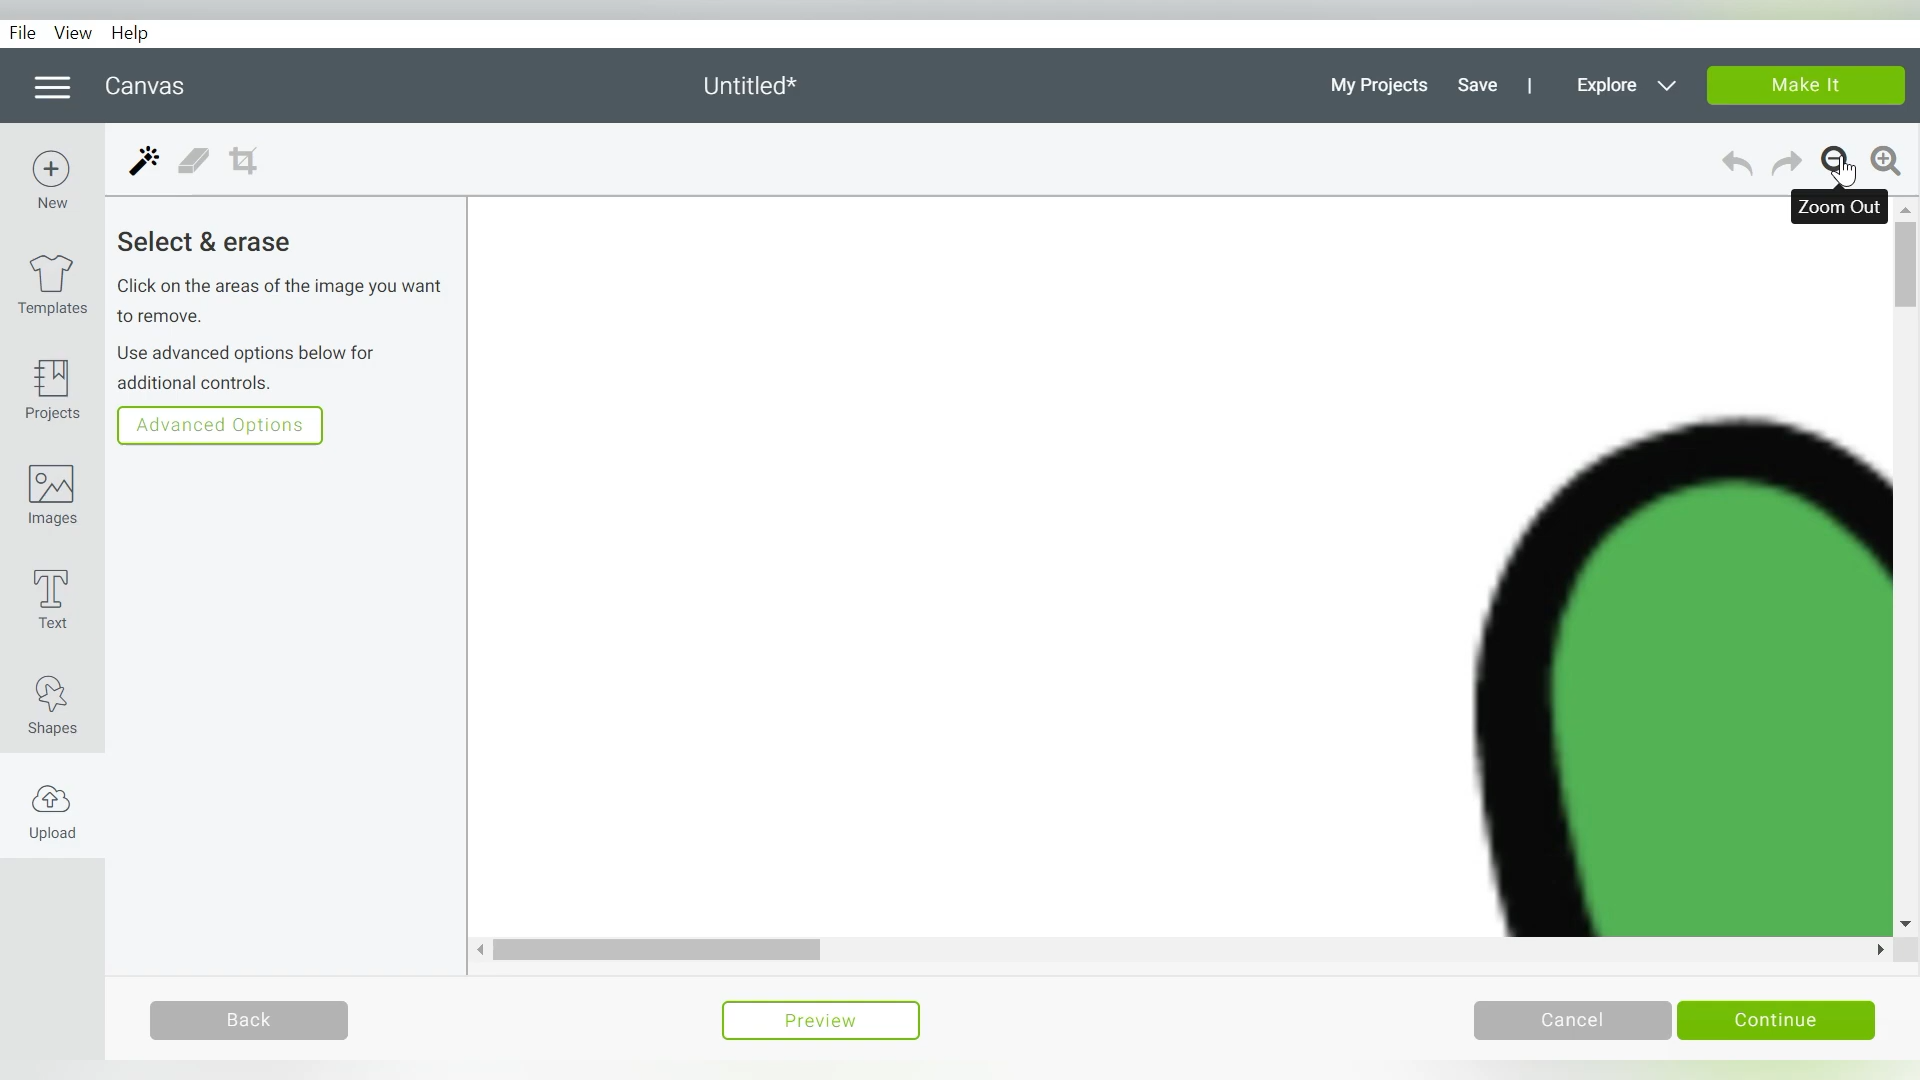 File View Help
Canvas Untitled* My Projects Save | Explore Make It
Zoom Out
New
Templates
Projects
Images
Text
Shapes
Upload
Select & erase
Click on the areas of the image you want
to remove.
Use advanced options below for
additional controls.
Advanced Options
Back Preview Cancel Continue